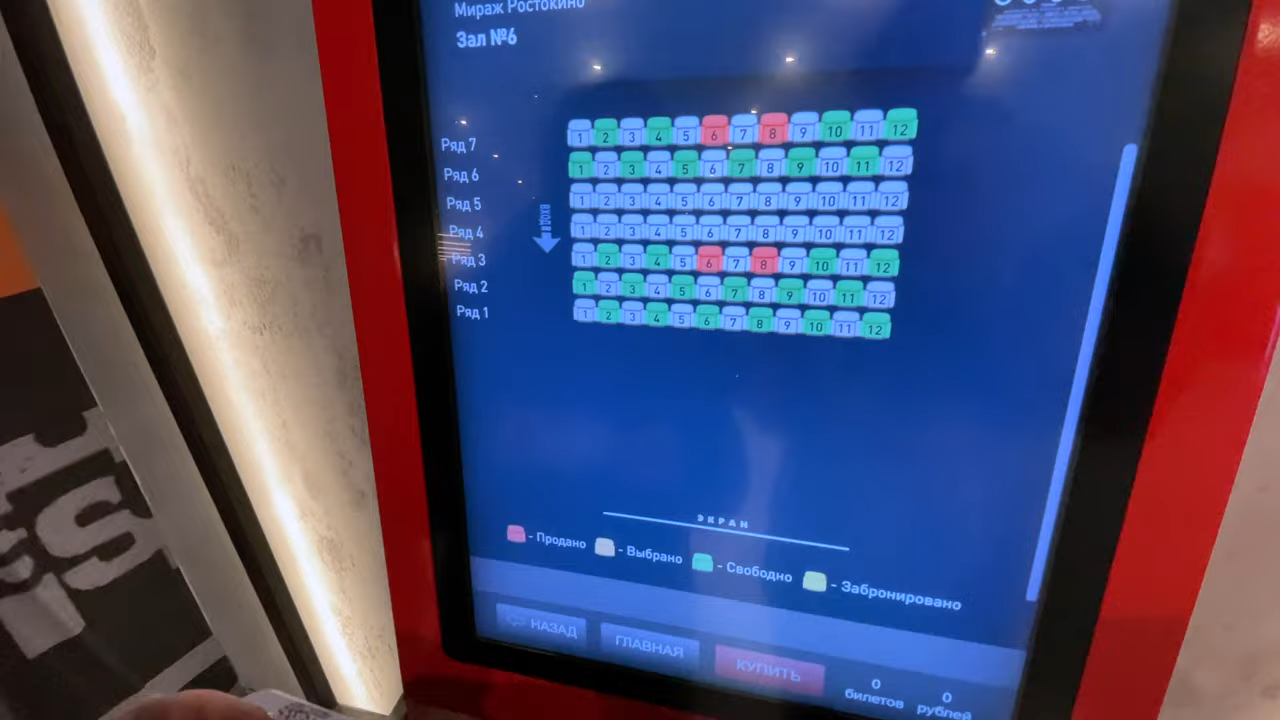 Мираж Ростокино
Зал №6
Ряд 7 1 2 3 4 5 6 7 8 9 10 11 12
Ряд 6 1 2 3 4 5 6 7 8 9 10 11 12
Ряд 5 1 2 3 4 5 6 7 8 9 10 11 12
Ряд 4 1 2 3 4 5 6 7 8 9 10 11 12
Ряд 3 1 2 3 4 5 6 7 8 9 10 11 12
Ряд 2 1 2 3 4 5 6 7 8 9 10 11 12
Ряд 1 1 2 3 4 5 6 7 8 9 10 11 12
ВХОД
ЭКРАН
- Продано - Выбрано - Свободно - Забронировано
НАЗАД ГЛАВНАЯ КУПИТЬ
0 билетов
0 рублей